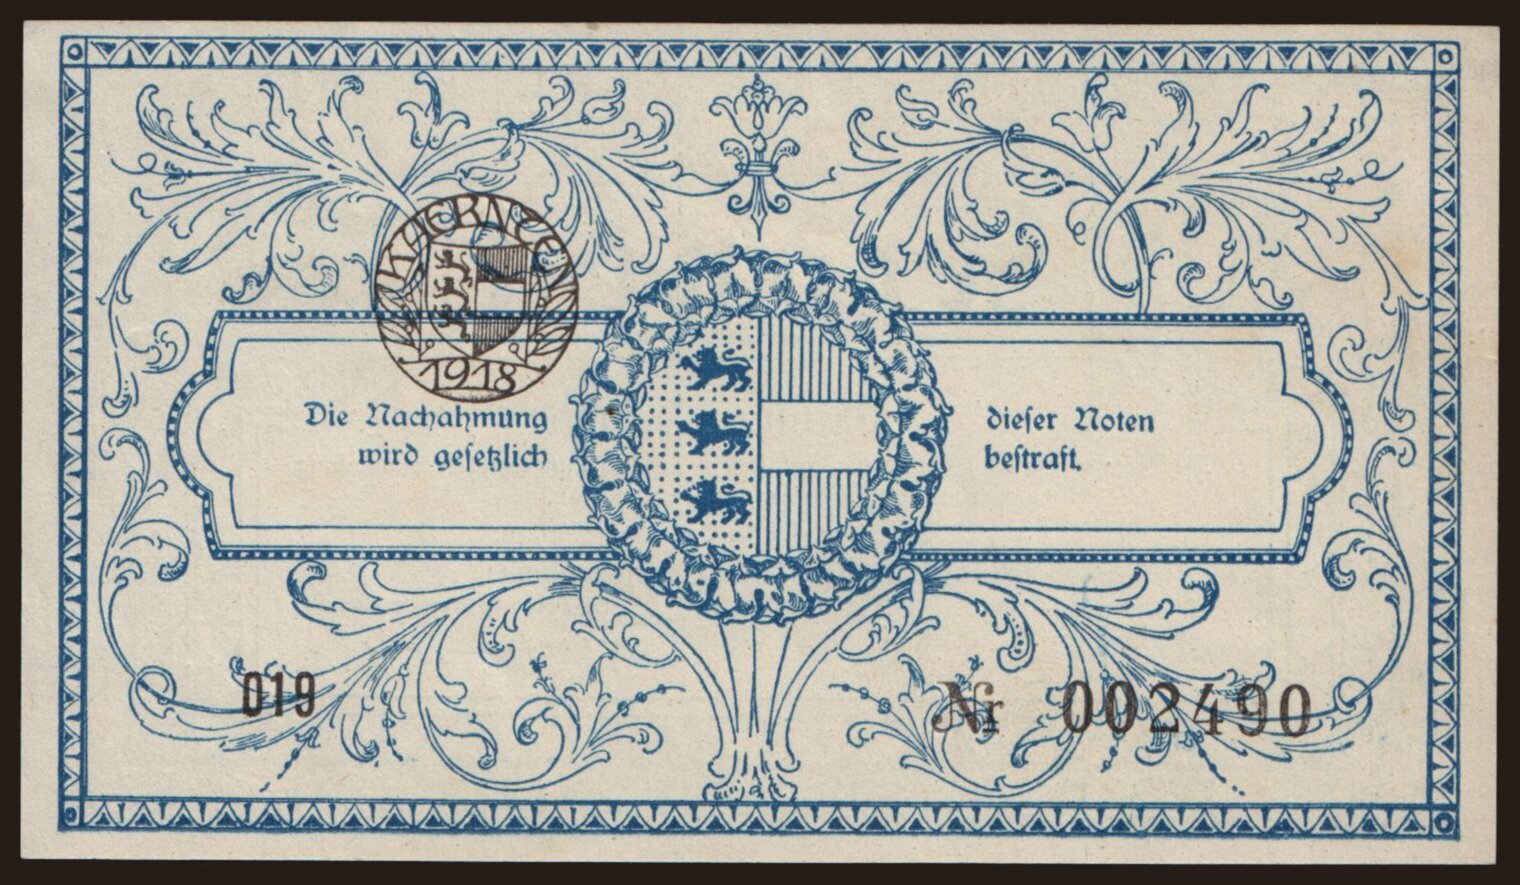 KAERNTEN
1918
Die Nachahmung dieser Noten
wird gesetzlich bestraft.
019
Nr 002490